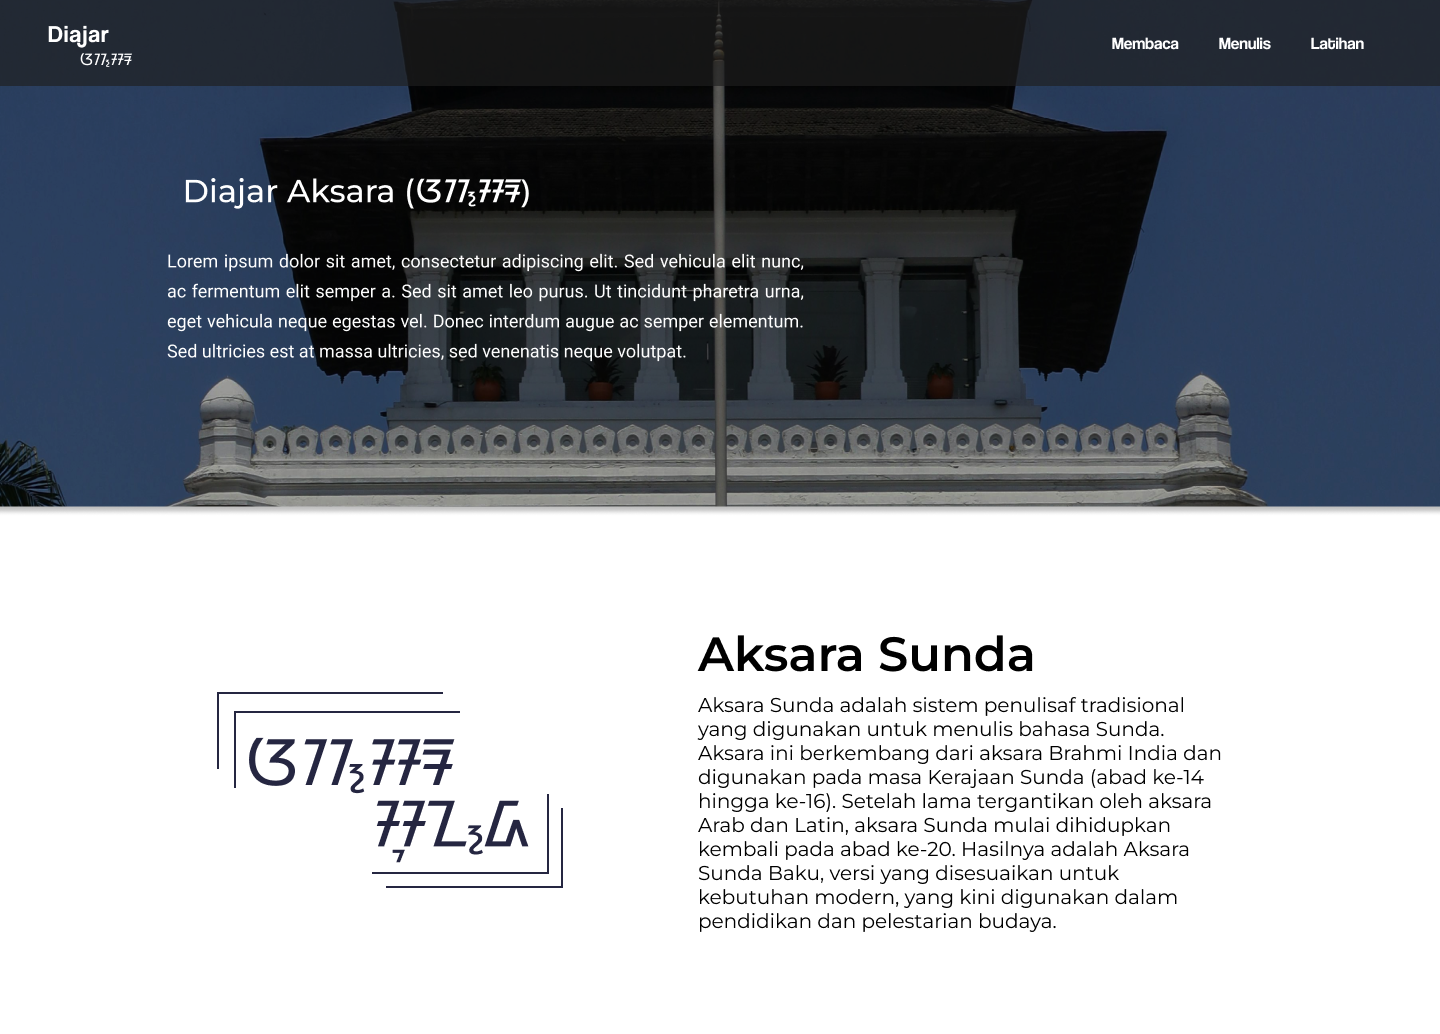 Diajar
ᮃᮊ᮪ᮞᮛ
Membaca Menulis Latihan
Diajar Aksara (ᮃᮊ᮪ᮞᮛ)
Lorem ipsum dolor sit amet, consectetur adipiscing elit. Sed vehicula elit nunc,
ac fermentum elit semper a. Sed sit amet leo purus. Ut tincidunt pharetra urna,
eget vehicula neque egestas vel. Donec interdum augue ac semper elementum.
Sed ultricies est at massa ultricies, sed venenatis neque volutpat.
ᮃᮊ᮪ᮞᮛ
ᮞᮥᮔ᮪ᮓ
Aksara Sunda
Aksara Sunda adalah sistem penulisaf tradisional
yang digunakan untuk menulis bahasa Sunda.
Aksara ini berkembang dari aksara Brahmi India dan
digunakan pada masa Kerajaan Sunda (abad ke-14
hingga ke-16). Setelah lama tergantikan oleh aksara
Arab dan Latin, aksara Sunda mulai dihidupkan
kembali pada abad ke-20. Hasilnya adalah Aksara
Sunda Baku, versi yang disesuaikan untuk
kebutuhan modern, yang kini digunakan dalam
pendidikan dan pelestarian budaya.